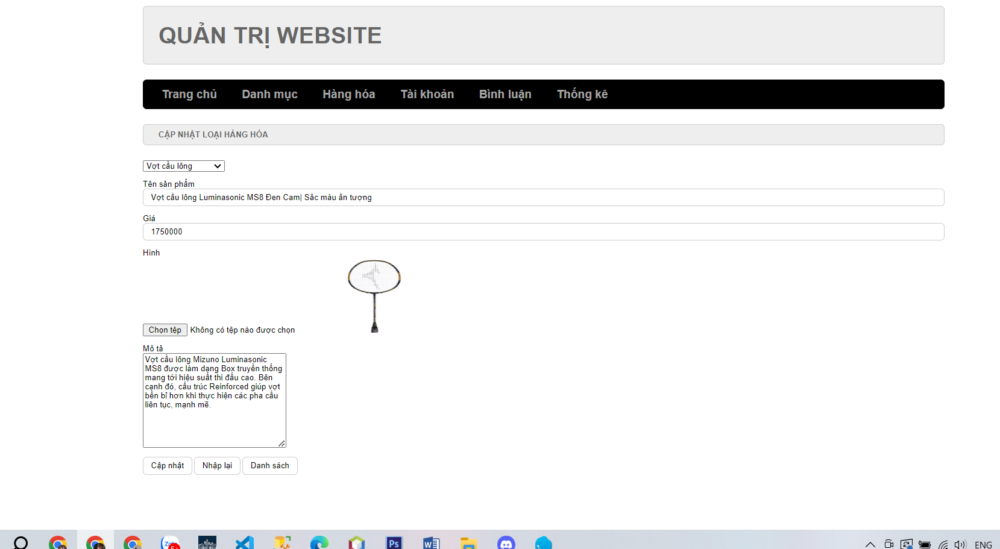 QUẢN TRỊ WEBSITE
Trang chủ Danh mục Hàng hóa Tài khoản Bình luận Thống kê
CẬP NHẬT LOẠI HÀNG HÓA
Vợt cầu lông
Tên sản phẩm
Vợt cầu lông Luminasonic MS8 Đen Cam| Sắc màu ấn tượng
Giá
1750000
Hình
Chọn tệp Không có tệp nào được chọn
Mô tả
Vợt cầu lông Mizuno Luminasonic
MS8 được làm dạng Box truyền thống
mang tới hiệu suất thi đấu cao. Bên
cạnh đó, cấu trúc Reinforced giúp vợt
bền bỉ hơn khi thực hiện các pha cầu
liên tục, mạnh mẽ.
Cập nhật Nhập lại Danh sách
Ps
ENG